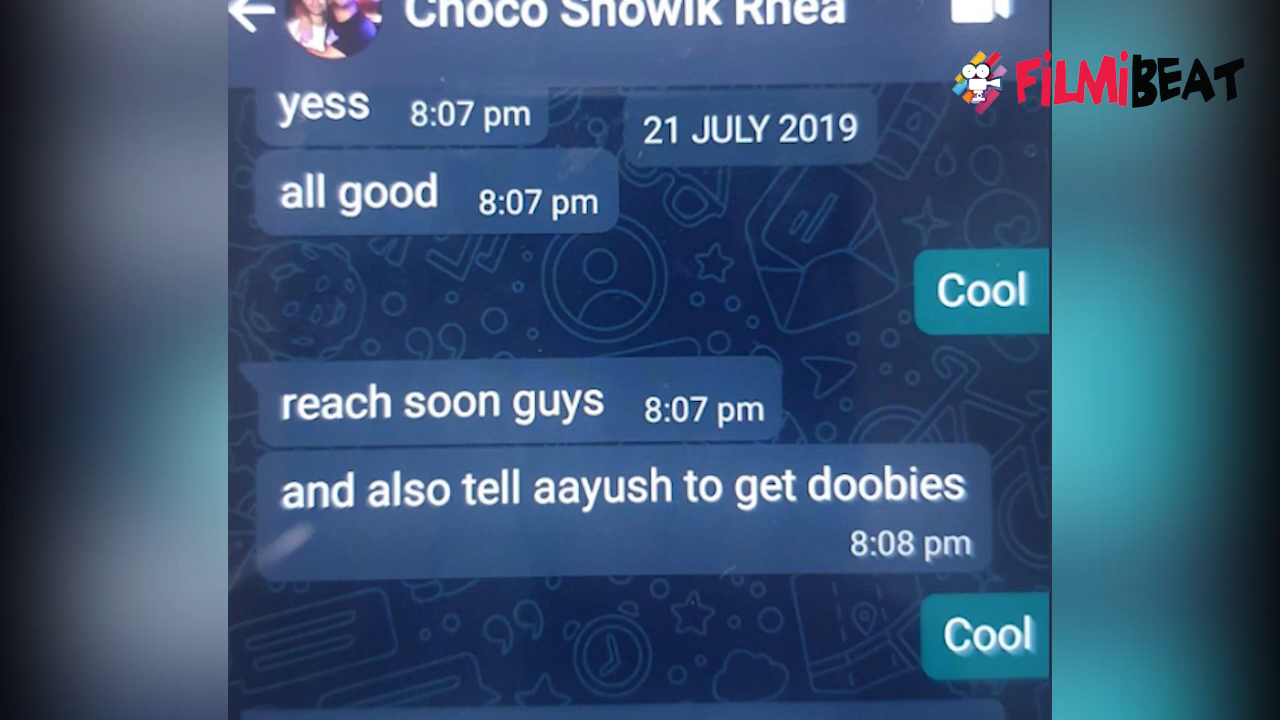 Choco Showik Rhea
FiLMiBEAT
yess 8:07 pm
21 JULY 2019
all good 8:07 pm
Cool
reach soon guys 8:07 pm
and also tell aayush to get doobies
8:08 pm
Cool